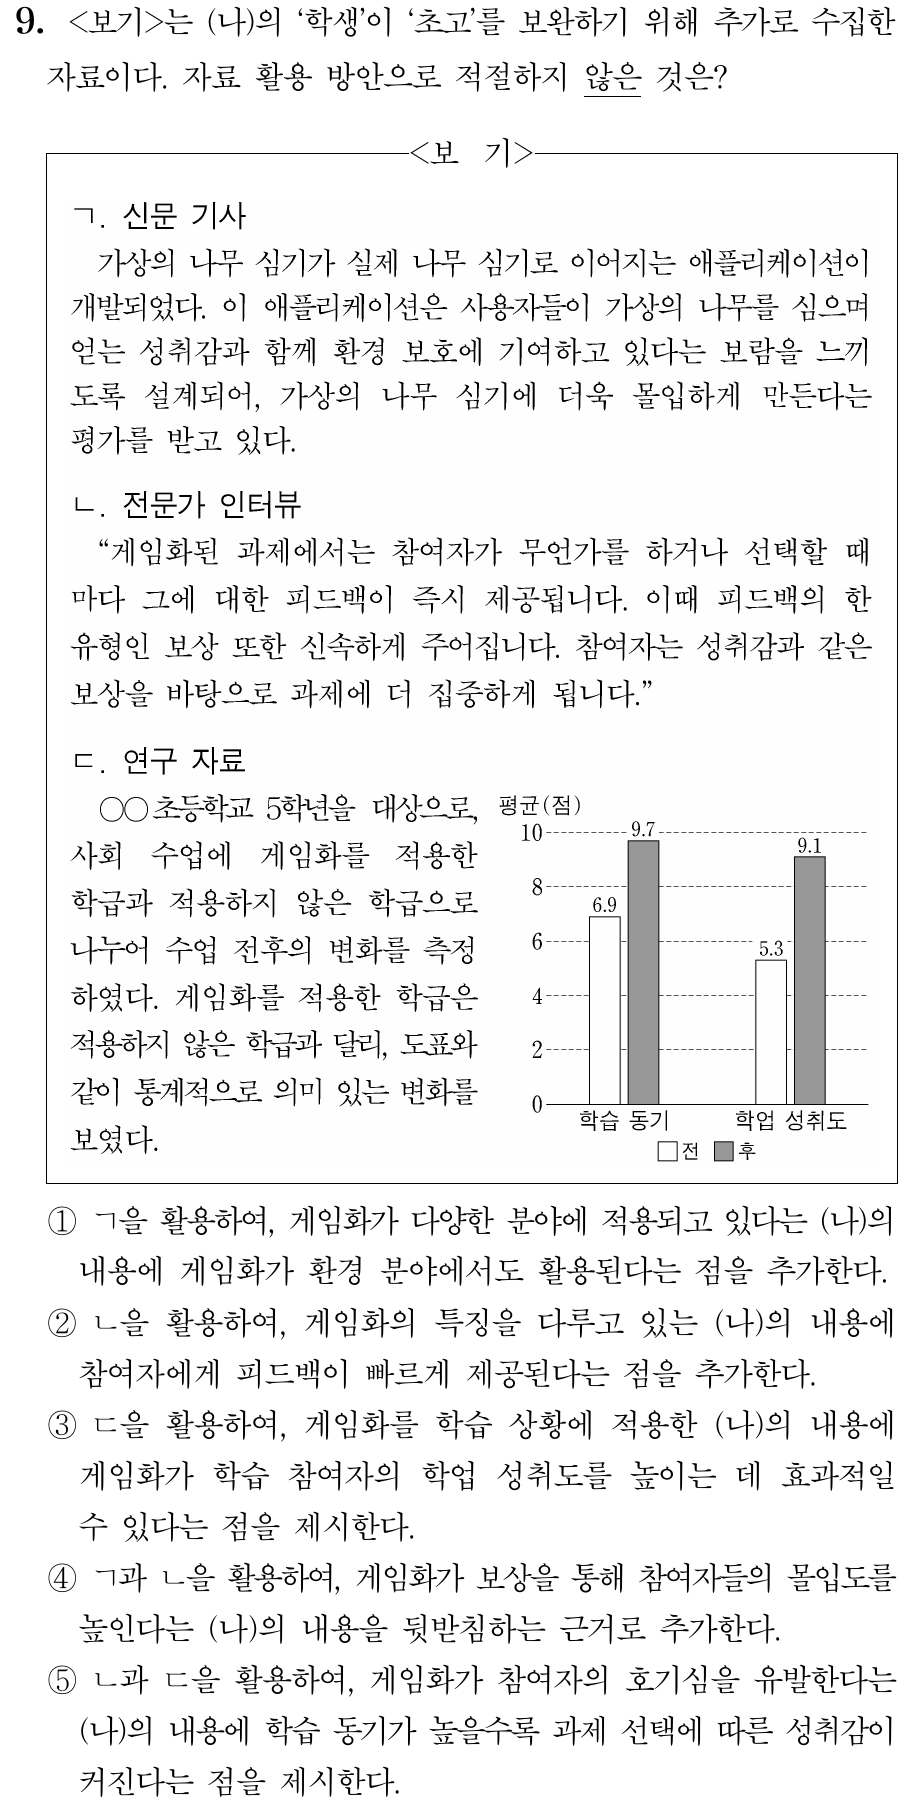 9. <보기>는 (나)의 ‘학생’이 ‘초고’를 보완하기 위해 추가로 수집한
자료이다. 자료 활용 방안으로 적절하지 않은 것은?
<보 기>
ㄱ. 신문 기사
가상의 나무 심기가 실제 나무 심기로 이어지는 애플리케이션이
개발되었다. 이 애플리케이션은 사용자들이 가상의 나무를 심으며
얻는 성취감과 함께 환경 보호에 기여하고 있다는 보람을 느끼
도록 설계되어, 가상의 나무 심기에 더욱 몰입하게 만든다는
평가를 받고 있다.
ㄴ. 전문가 인터뷰
“게임화된 과제에서는 참여자가 무언가를 하거나 선택할 때
마다 그에 대한 피드백이 즉시 제공됩니다. 이때 피드백의 한
유형인 보상 또한 신속하게 주어집니다. 참여자는 성취감과 같은
보상을 바탕으로 과제에 더 집중하게 됩니다.”
ㄷ. 연구 자료
○○초등학교 5학년을 대상으로,
사회 수업에 게임화를 적용한
학급과 적용하지 않은 학급으로
나누어 수업 전후의 변화를 측정
하였다. 게임화를 적용한 학급은
적용하지 않은 학급과 달리, 도표와
같이 통계적으로 의미 있는 변화를
보였다.
평균(점)
10
9.7
9.1
8
6.9
6
5.3
4
2
0
학습 동기 학업 성취도
전 후
① ㄱ을 활용하여, 게임화가 다양한 분야에 적용되고 있다는 (나)의
내용에 게임화가 환경 분야에서도 활용된다는 점을 추가한다.
② ㄴ을 활용하여, 게임화의 특징을 다루고 있는 (나)의 내용에
참여자에게 피드백이 빠르게 제공된다는 점을 추가한다.
③ ㄷ을 활용하여, 게임화를 학습 상황에 적용한 (나)의 내용에
게임화가 학습 참여자의 학업 성취도를 높이는 데 효과적일
수 있다는 점을 제시한다.
④ ㄱ과 ㄴ을 활용하여, 게임화가 보상을 통해 참여자들의 몰입도를
높인다는 (나)의 내용을 뒷받침하는 근거로 추가한다.
⑤ ㄴ과 ㄷ을 활용하여, 게임화가 참여자의 호기심을 유발한다는
(나)의 내용에 학습 동기가 높을수록 과제 선택에 따른 성취감이
커진다는 점을 제시한다.